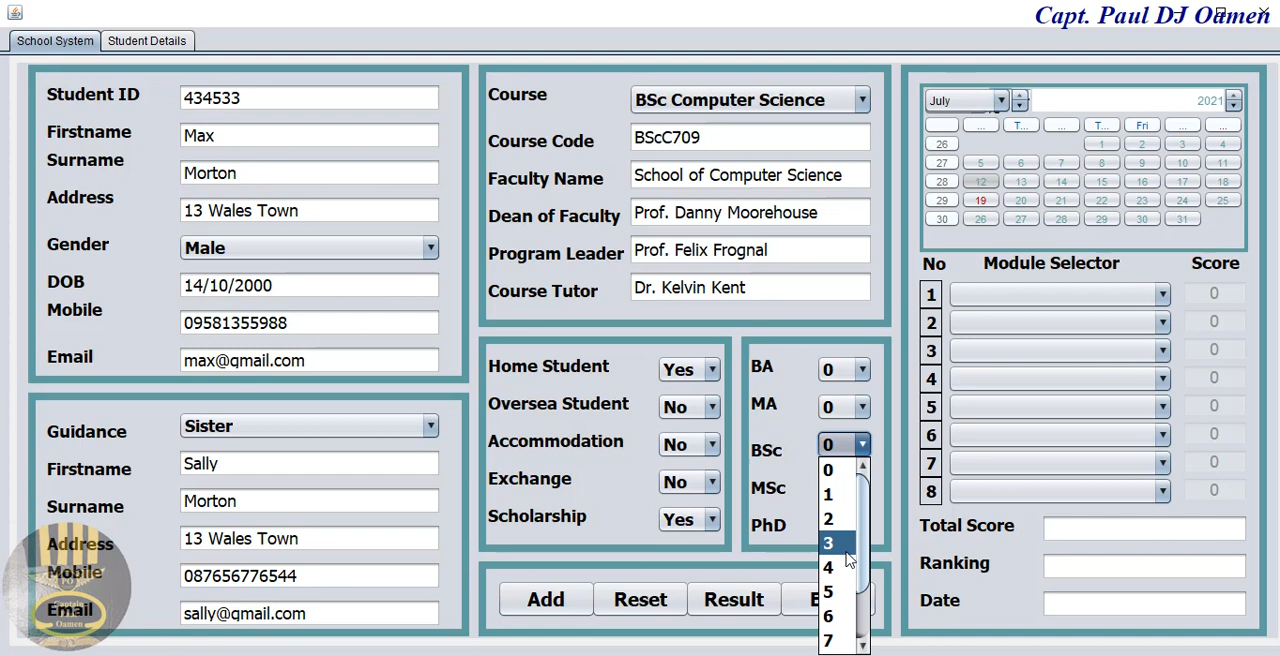 Capt. Paul DJ Oamen
School System
Student Details
Student ID 434533
Firstname Max
Surname Morton
Address 13 Wales Town
Gender Male
DOB 14/10/2000
Mobile 09581355988
Email max@gmail.com
Guidance Sister
Firstname Sally
Surname Morton
Address 13 Wales Town
Mobile 087656776544
Email sally@gmail.com
Captain
Oamen
Course BSc Computer Science
Course Code BScC709
Faculty Name School of Computer Science
Dean of Faculty Prof. Danny Moorehouse
Program Leader Prof. Felix Frognal
Course Tutor Dr. Kelvin Kent
Home Student Yes
Oversea Student No
Accommodation No
Exchange No
Scholarship Yes
BA 0
MA 0
BSc 0
MSc
PhD
0
1
2
3
4
5
6
7
Add Reset Result
July 2021
... T... ... T... Fri ... ...
26 1 2 3 4
27 5 6 7 8 9 10 11
28 12 13 14 15 16 17 18
29 19 20 21 22 23 24 25
30 26 27 28 29 30 31
No Module Selector Score
1 0
2 0
3 0
4 0
5 0
6 0
7 0
8 0
Total Score
Ranking
Date